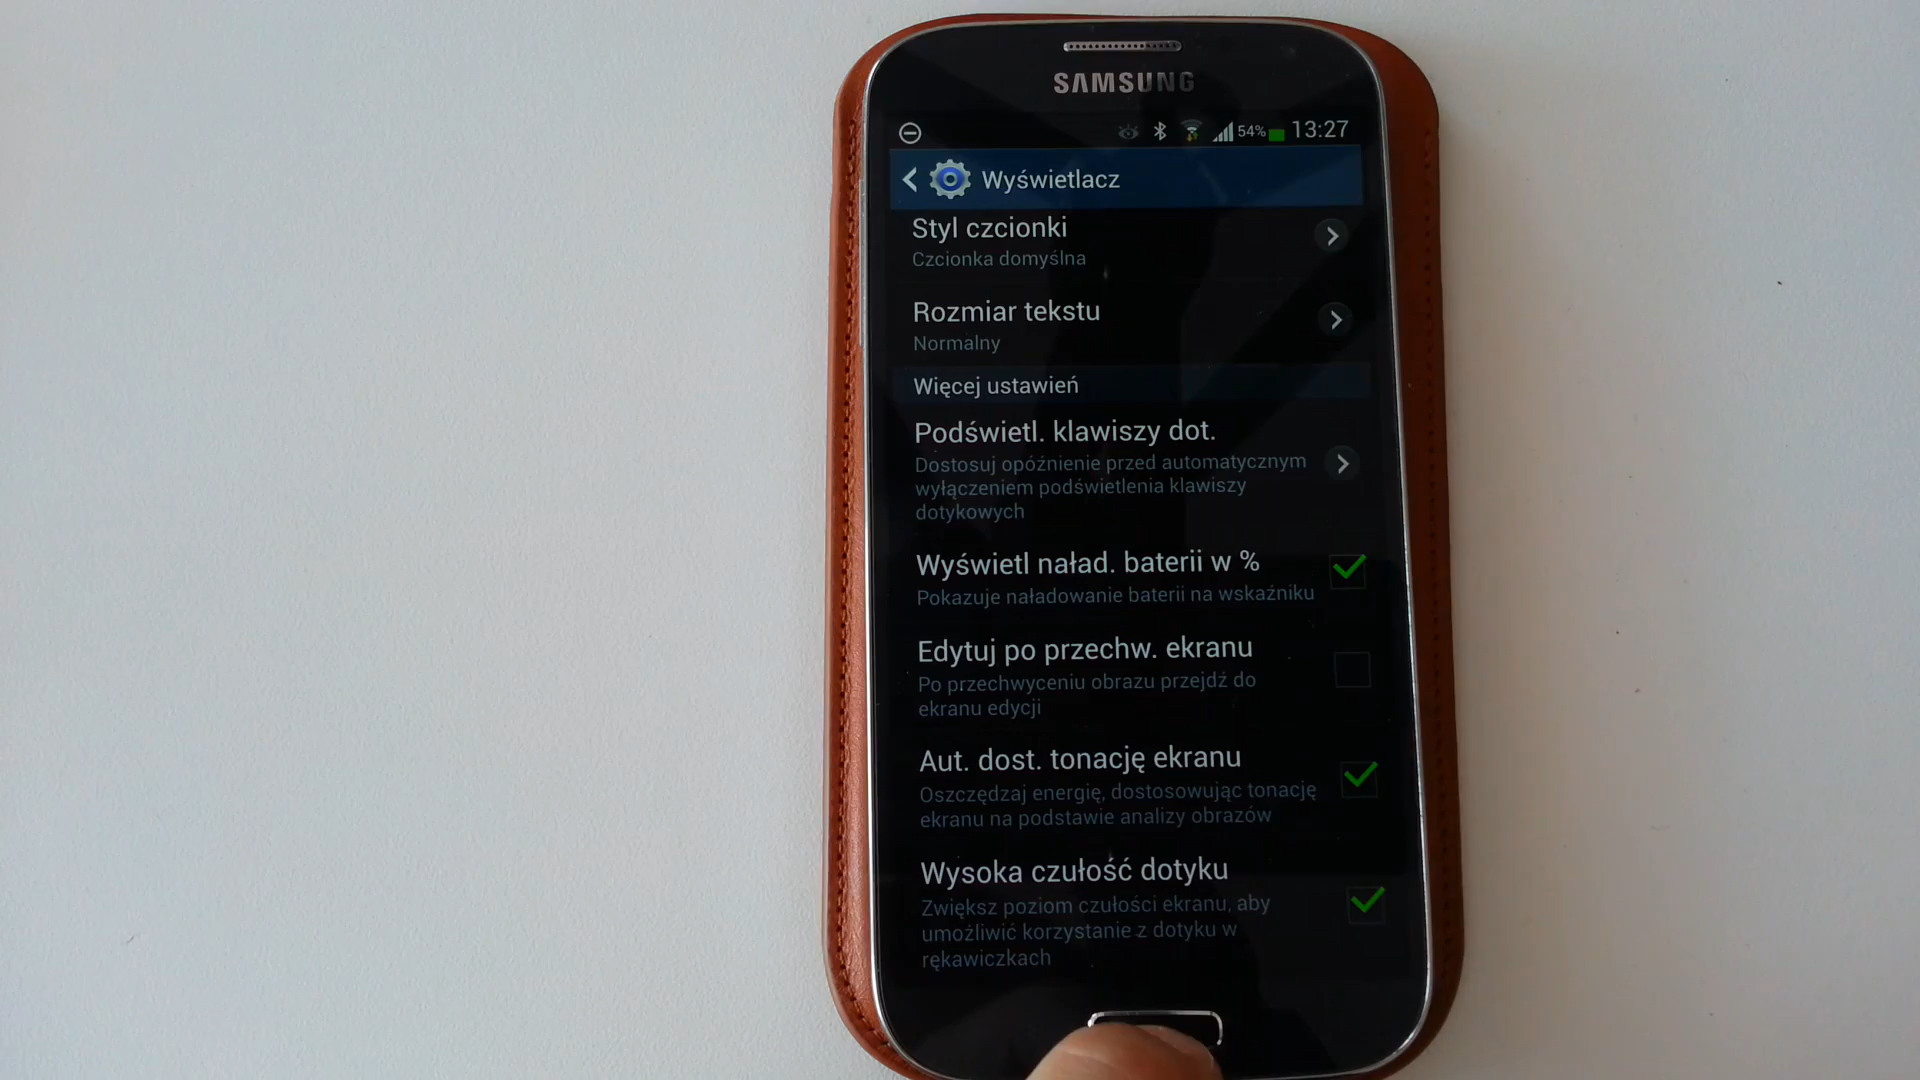 SAMSUNG
54% 13:27
Wyświetlacz
Styl czcionki
Czcionka domyślna
Rozmiar tekstu
Normalny
Więcej ustawień
Podświetl. klawiszy dot.
Dostosuj opóźnienie przed automatycznym
wyłączeniem podświetlenia klawiszy
dotykowych
Wyświetl naład. baterii w %
Pokazuje naładowanie baterii na wskaźniku
Edytuj po przechw. ekranu
Po przechwyceniu obrazu przejdź do
ekranu edycji
Aut. dost. tonację ekranu
Oszczędzaj energię, dostosowując tonację
ekranu na podstawie analizy obrazów
Wysoka czułość dotyku
Zwiększ poziom czułości ekranu, aby
umożliwić korzystanie z dotyku w
rękawiczkach